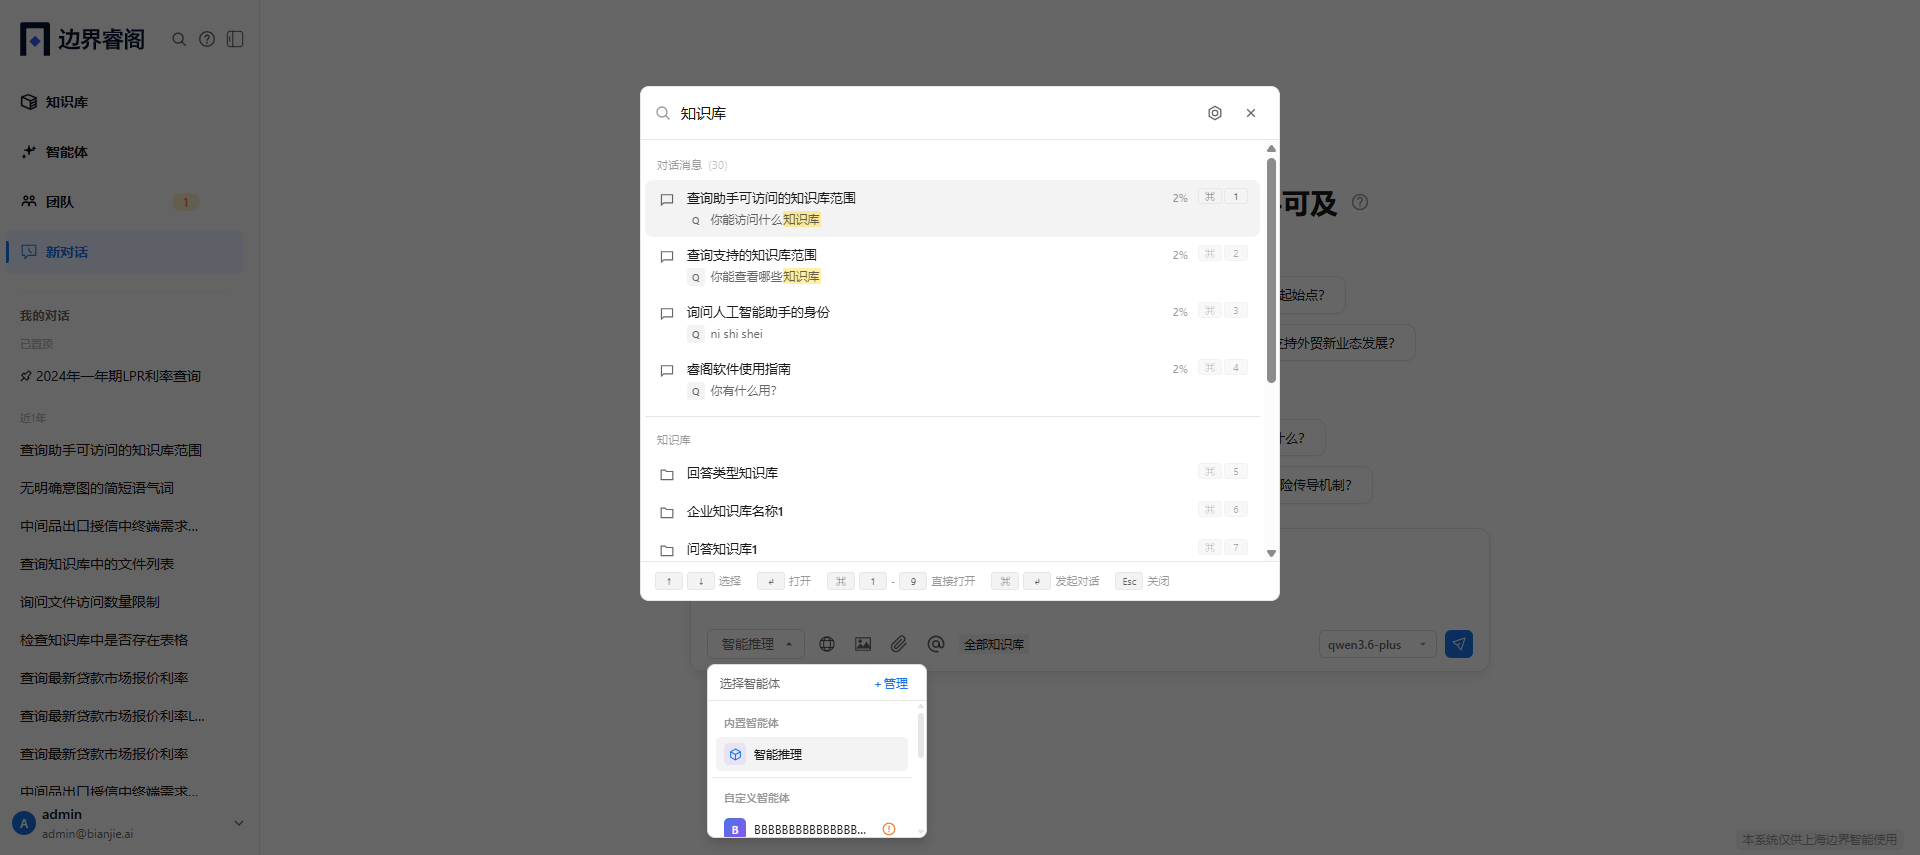 边界睿阁
知识库
智能体
团队
1
新对话
我的对话
已置顶
2024年一年期LPR利率查询
近1年
查询助手可访问的知识库范围
无明确意图的简短语气词
中间品出口授信中终端需求...
查询知识库中的文件列表
询问文件访问数量限制
检查知识库中是否存在表格
查询最新贷款市场报价利率
查询最新贷款市场报价利率L...
查询最新贷款市场报价利率
中间品出口授信中终端需求...
A
admin
admin@bianjie.ai
知识库
对话消息 (30)
查询助手可访问的知识库范围
2% ⌘ 1
Q 你能访问什么知识库
查询支持的知识库范围
2% ⌘ 2
Q 你能查看哪些知识库
询问人工智能助手的身份
2% ⌘ 3
Q ni shi shei
睿阁软件使用指南
2% ⌘ 4
Q 你有什么用?
知识库
回答类型知识库
⌘ 5
企业知识库名称1
⌘ 6
问答知识库1
⌘ 7
↑ ↓ 选择 ↵ 打开 ⌘ 1 - 9 直接打开 ⌘ ↵ 发起对话 Esc 关闭
可及
起始点?
支持外贸新业态发展?
什么?
险传导机制?
智能推理
全部知识库
qwen3.6-plus
选择智能体
+ 管理
内置智能体
智能推理
自定义智能体
B
BBBBBBBBBBBBBBB...
本系统仅供上海边界智能使用